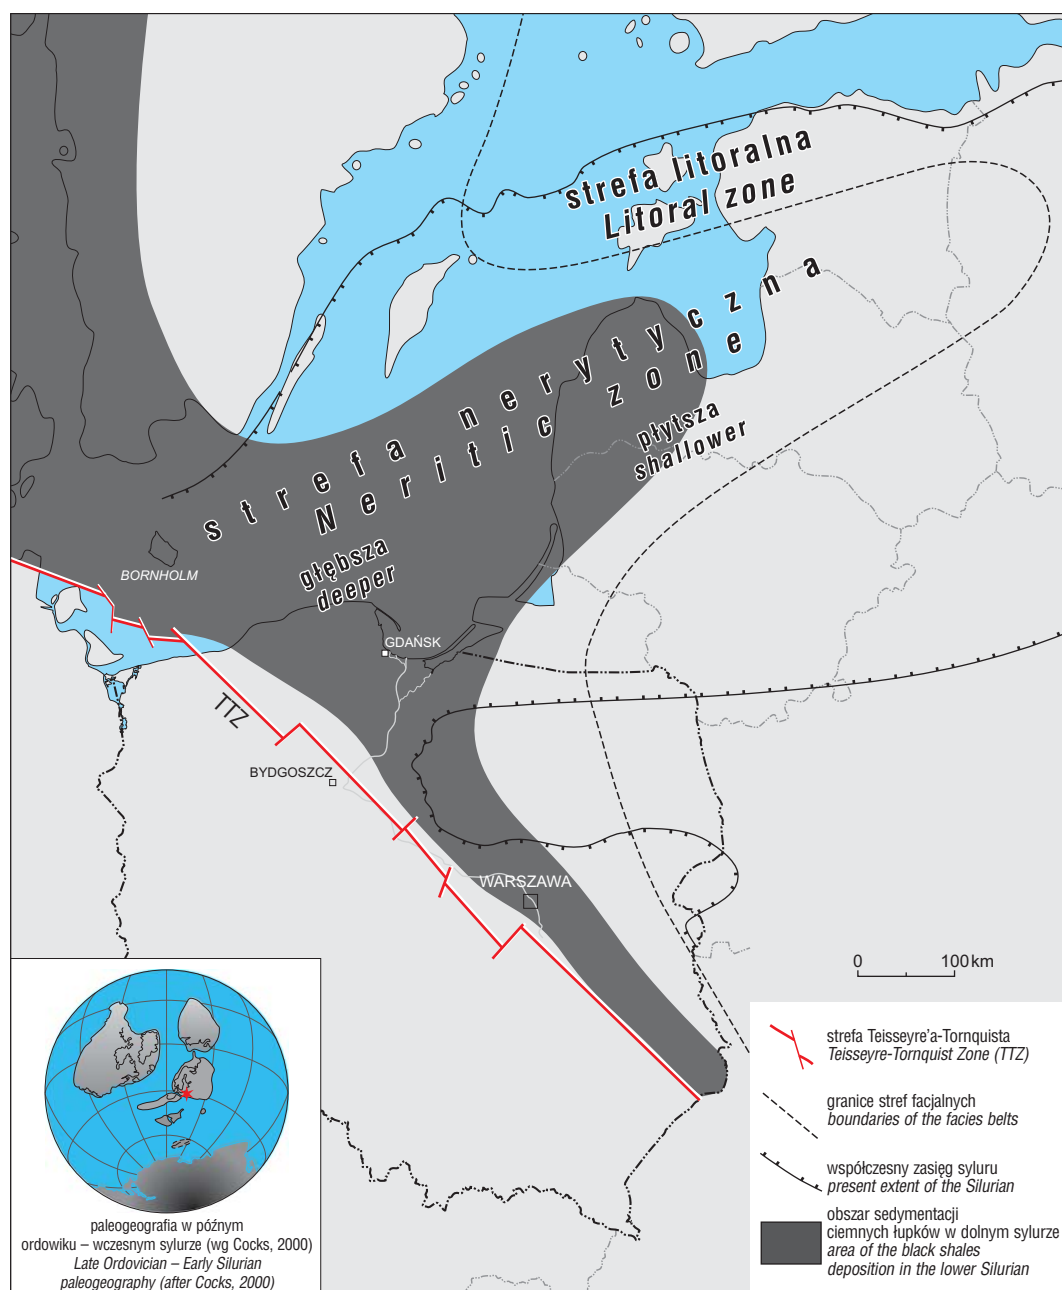 strefa litoralna
Litoral zone
strefa nerytyczna
Neritic zone
płytsza
shallower
głębsza
deeper
BORNHOLM
GDAŃSK
TTZ
BYDGOSZCZ
WARSZAWA
0 100 km
strefa Teisseyre'a-Tornquista
Teisseyre-Tornquist Zone (TTZ)
granice stref facjalnych
boundaries of the facies belts
współczesny zasięg syluru
present extent of the Silurian
obszar sedymentacji
ciemnych łupków w dolnym sylurze
area of the black shales
deposition in the lower Silurian
paleogeografia w późnym
ordowiku – wczesnym sylurze (wg Cocks, 2000)
Late Ordovician – Early Silurian
paleogeography (after Cocks, 2000)